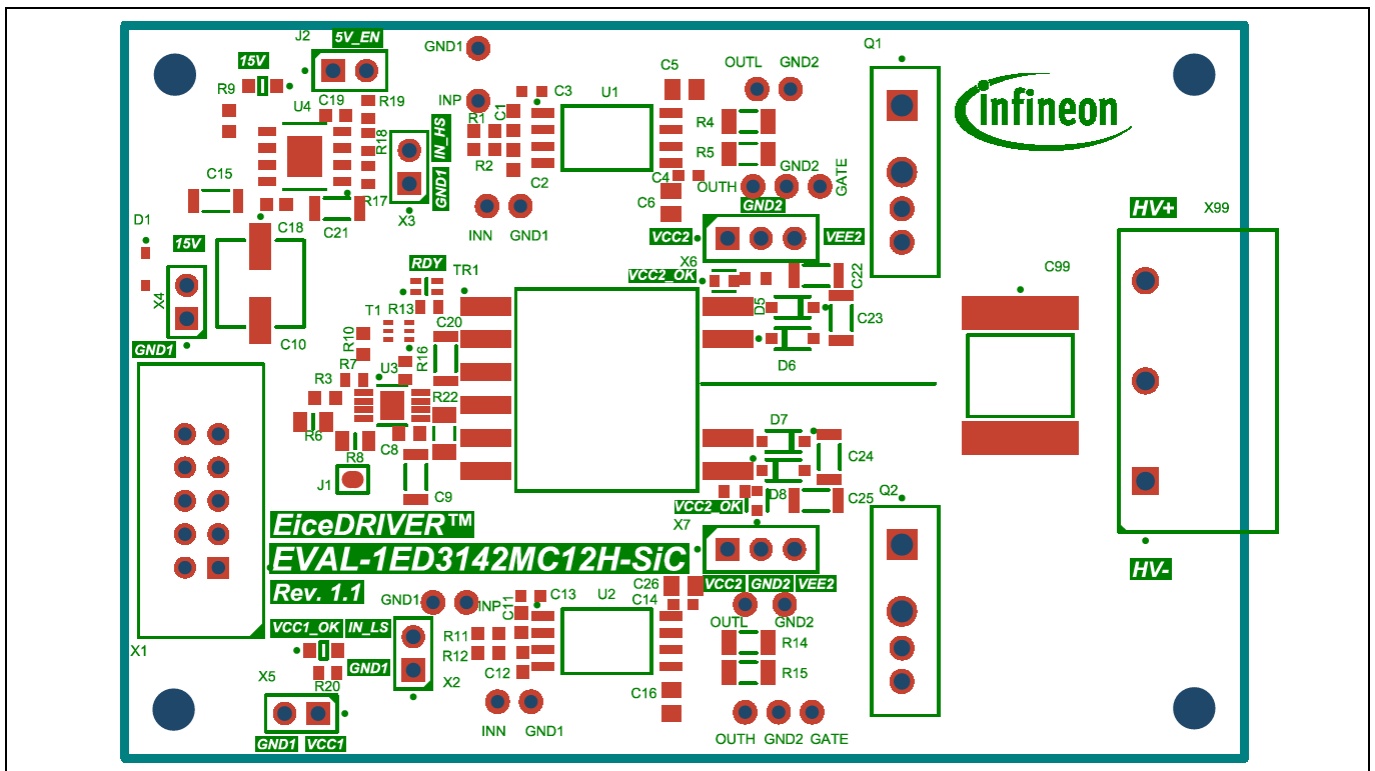 J2 5V_EN
GND1
Q1
15V
C5 OUTL GND2
R9 U4 C19 R19
INP C1 C3 U1
infineon
R18 IN_HS
R1 R4
R2 R5
C15 GND1 C2 C4 GND2
R17 X3 C6 OUTH GATE
D1 C18 C21 INN GND1 GND2
HV+ X99
15V VCC2 VEE2
RDY TR1 X6 VCC2_OK C22 C99
X4 T1 R13 C20 D5 C23
GND1 C10 R10 R16 D6
R7 U3
R3 R22
R6 D7
R8 C8 C24
J1 C9 D8 C25 Q2
VCC2_OK
EiceDRIVER™ X7
EVAL-1ED3142MC12H-SiC
HV-
Rev. 1.1 C26 VCC2 GND2 VEE2
GND1 INP C11 C13 U2 C14
VCC1_OK IN_LS OUTL GND2
X1 R11 R14
GND1 R12 R15
X5 R20 X2 C12 C16
INN GND1
GND1 VCC1 OUTH GND2 GATE